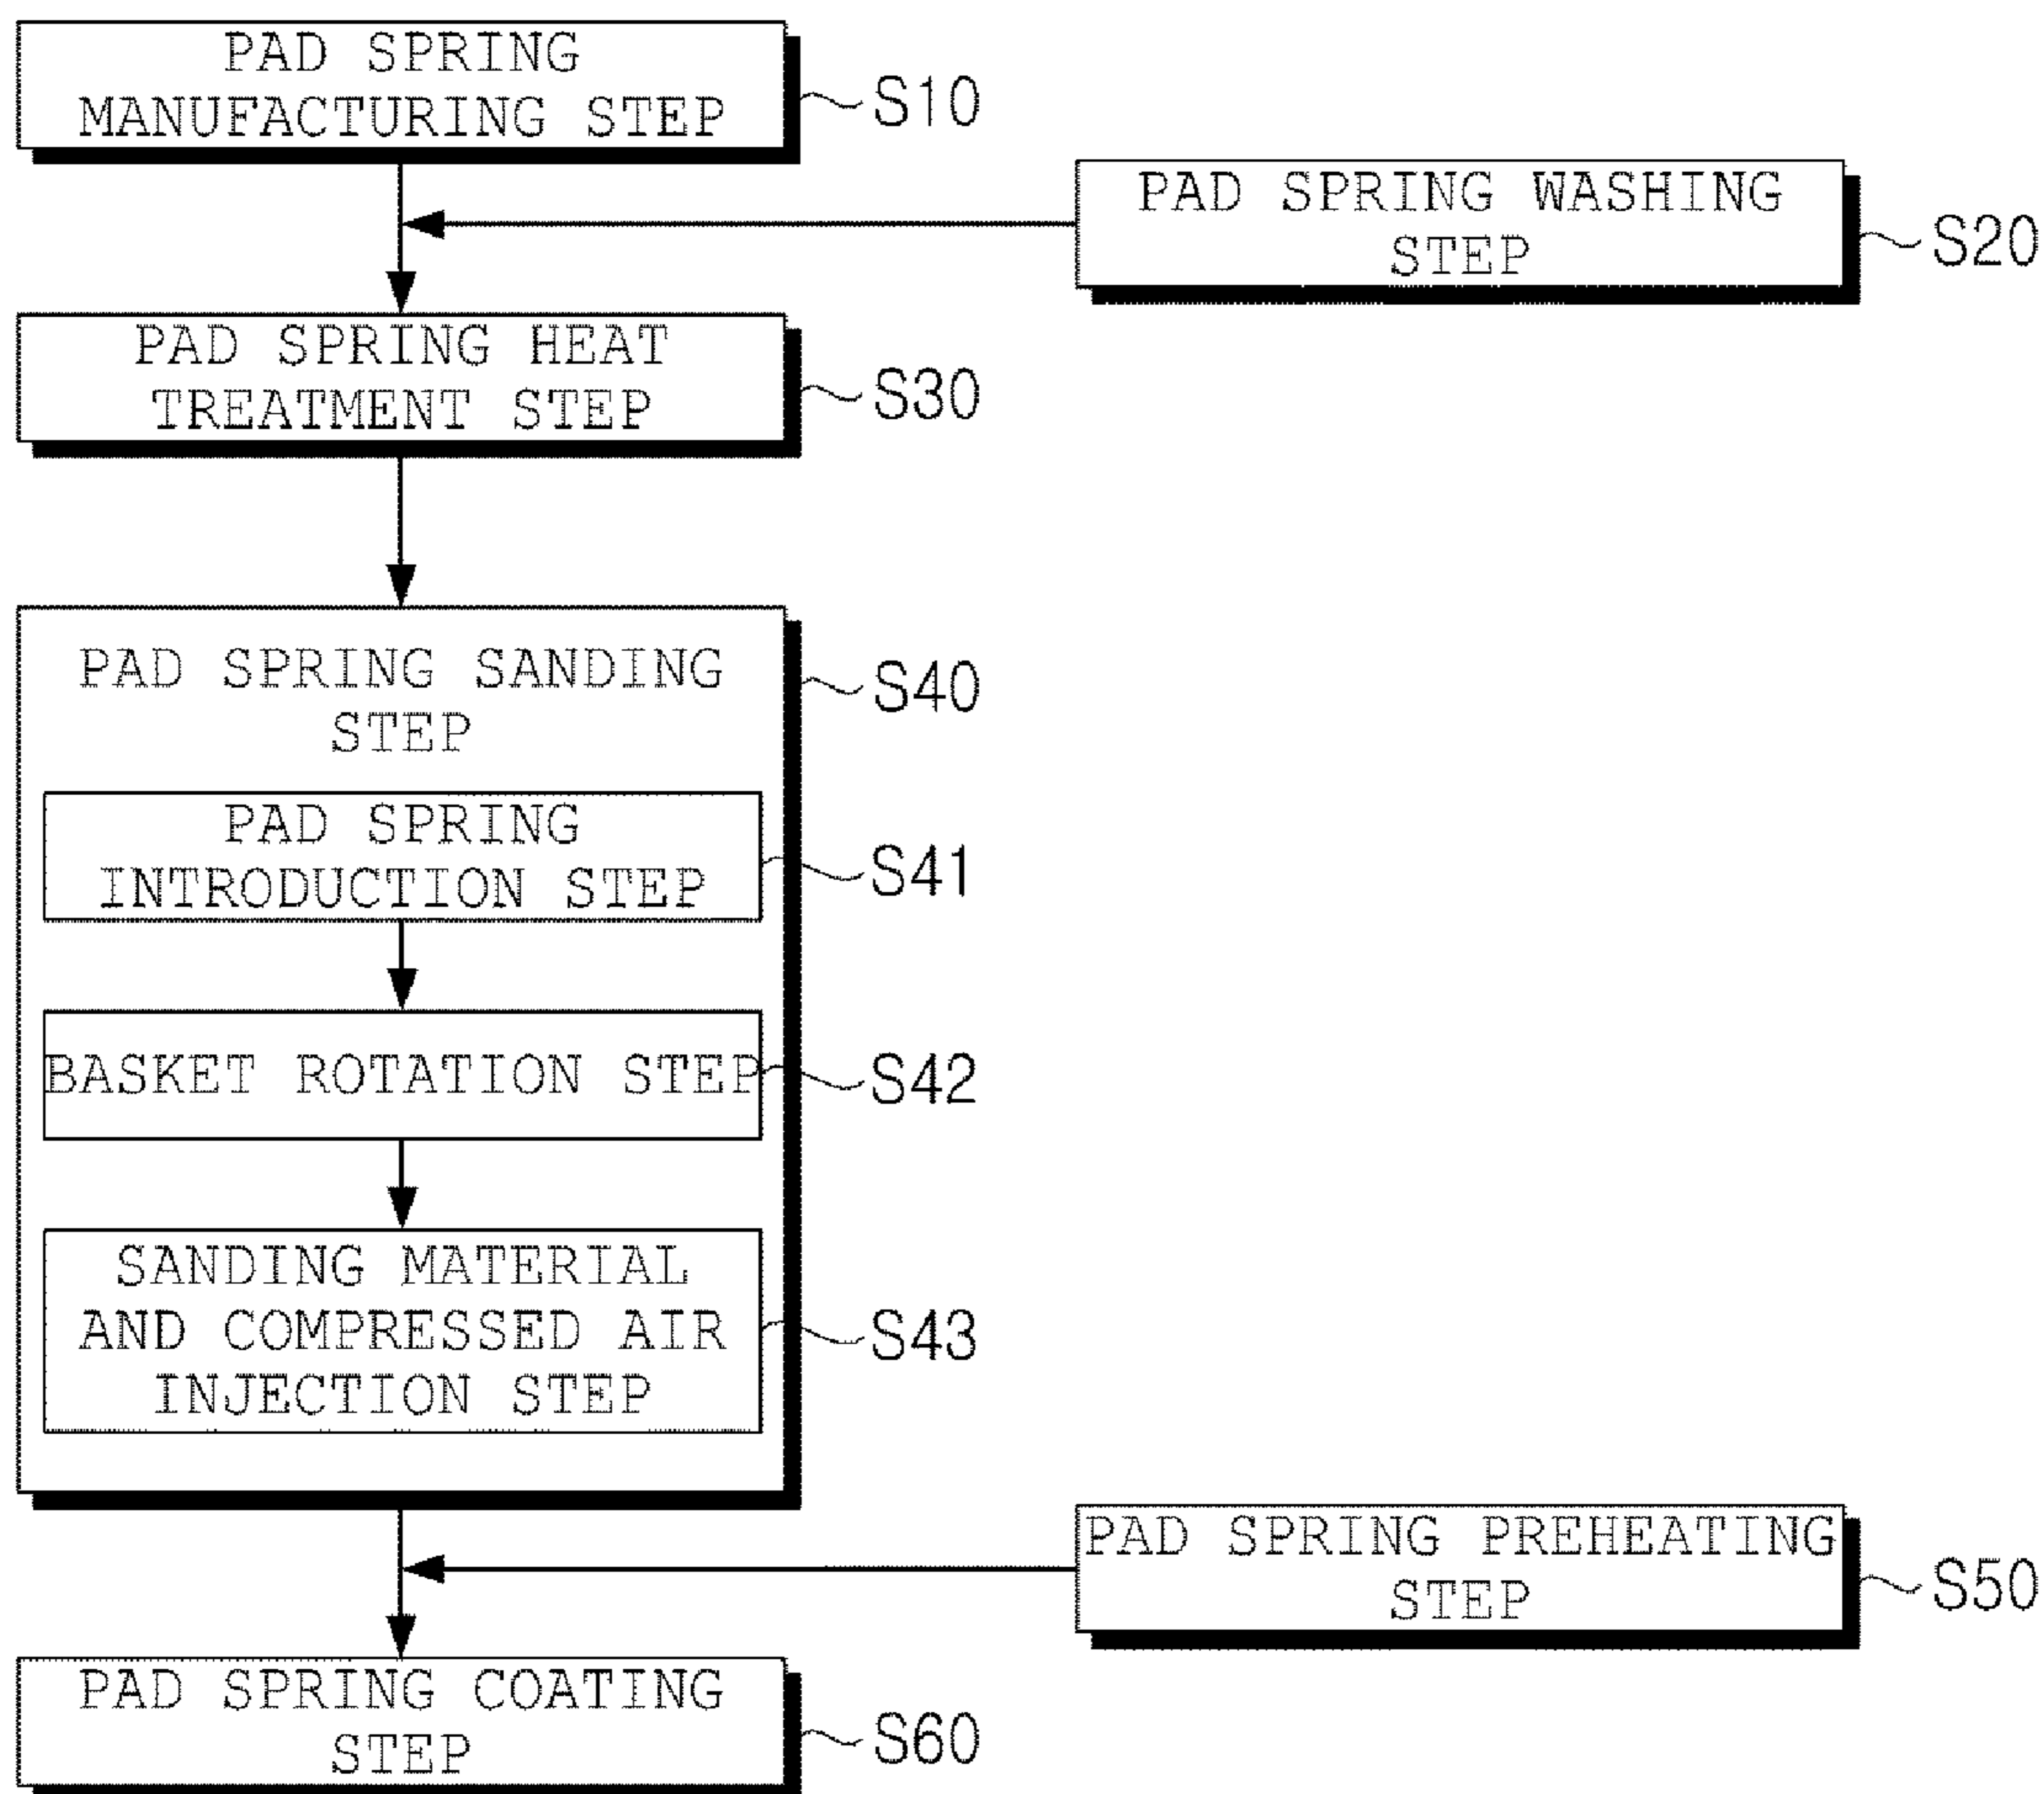 PAD SPRING
MANUFACTURING STEP
S10
PAD SPRING WASHING
STEP
S20
PAD SPRING HEAT
TREATMENT STEP
S30
PAD SPRING SANDING
STEP
S40
PAD SPRING
INTRODUCTION STEP
S41
BASKET ROTATION STEP
S42
SANDING MATERIAL
AND COMPRESSED AIR
INJECTION STEP
S43
PAD SPRING PREHEATING
STEP
S50
PAD SPRING COATING
STEP
S60